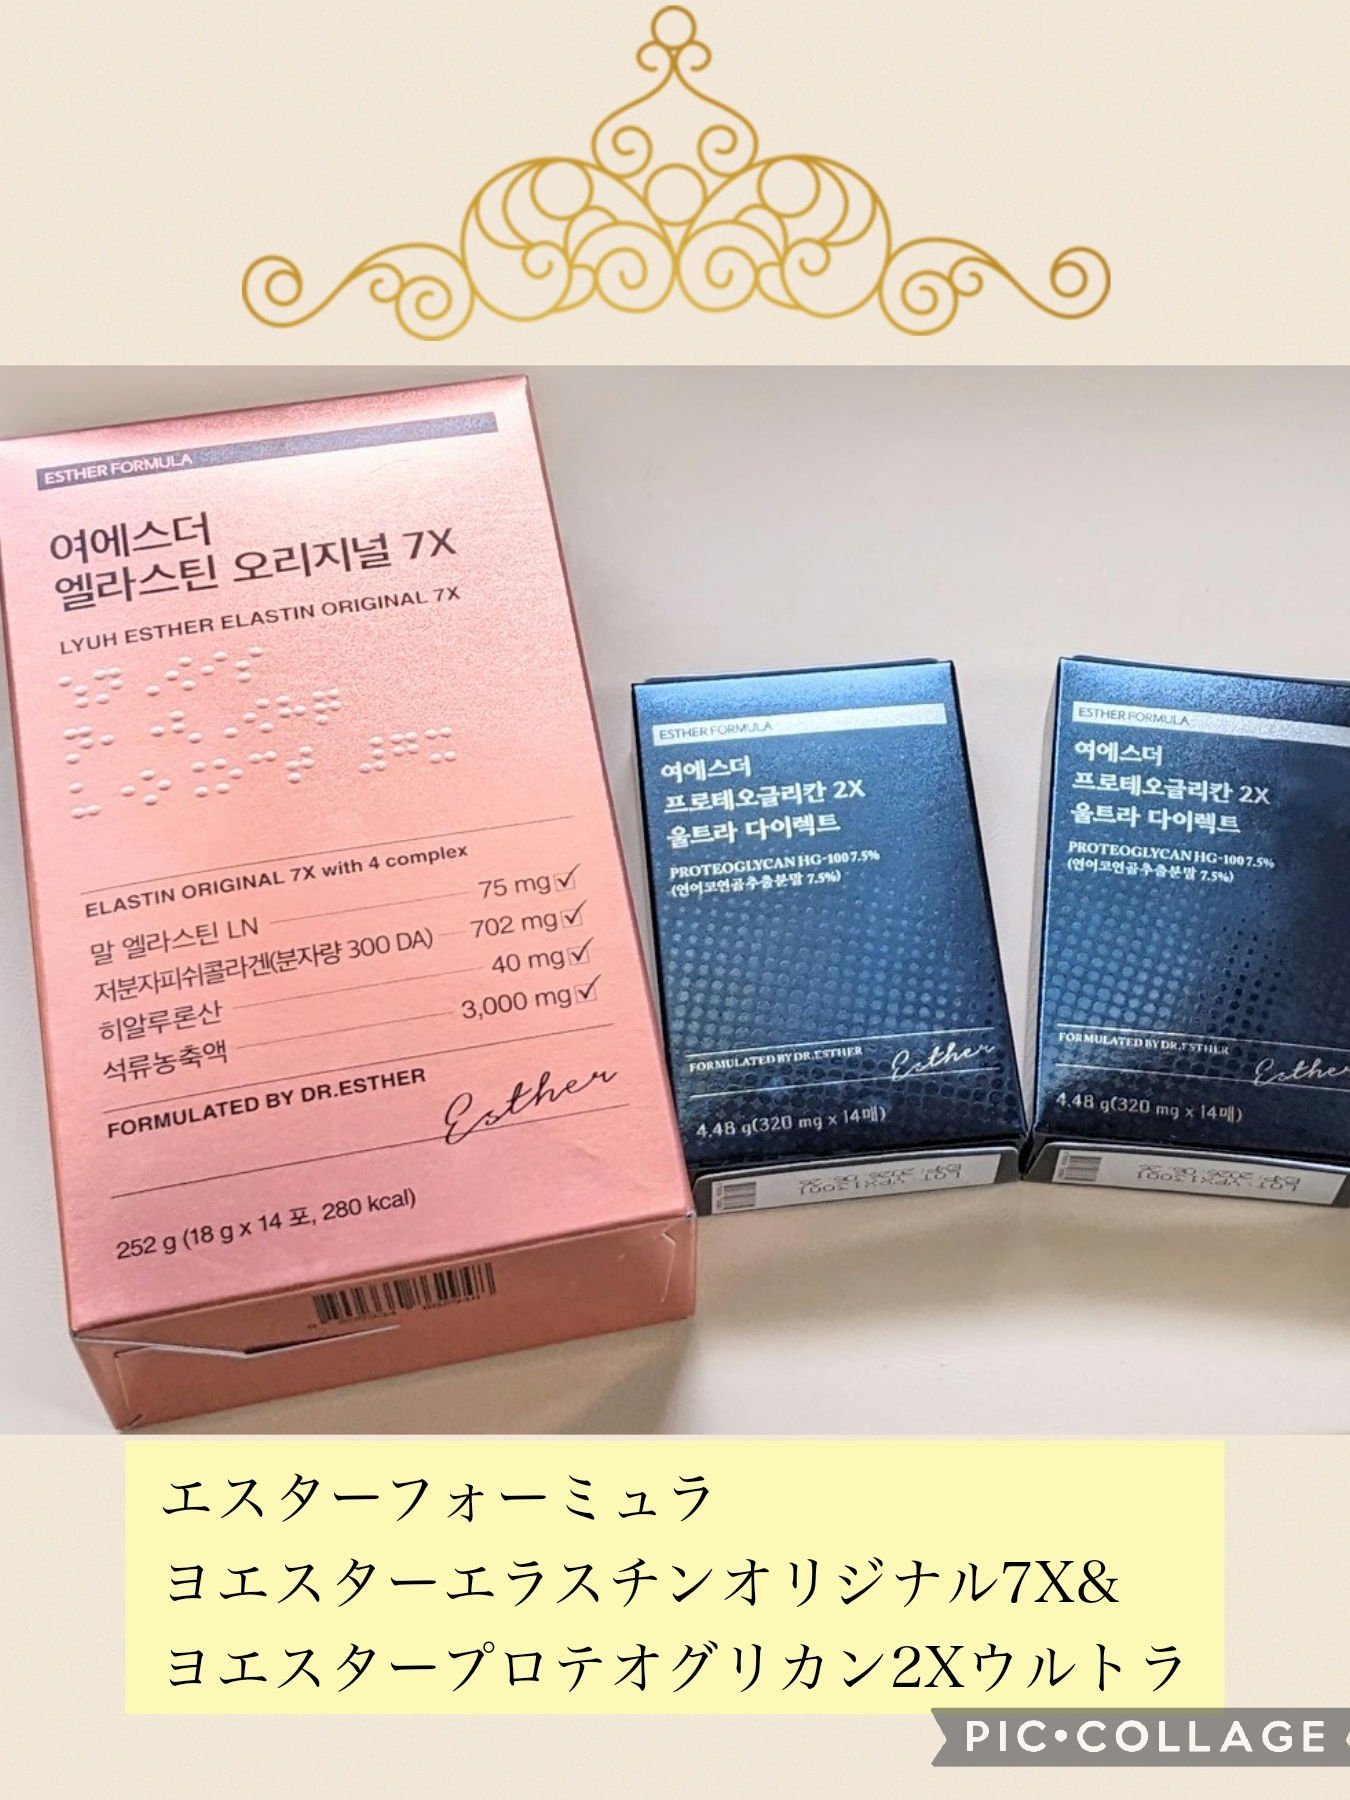 ESTHER FORMULA
여에스더
엘라스틴 오리지널 7X
LYUH ESTHER ELASTIN ORIGINAL 7X
ELASTIN ORIGINAL 7X with 4 complex
말 엘라스틴 LN 75 mg
저분자피쉬콜라겐(분자량 300 DA) 702 mg
히알루론산 40 mg
석류농축액 3,000 mg
FORMULATED BY DR.ESTHER
Esther
252 g (18 g x 14 포, 280 kcal)
ESTHER FORMULA
여에스더
프로테오글리칸 2X
울트라 다이렉트
PROTEOGLYCAN HG-100 7.5%
(연어코연골추출분말 7.5%)
FORMULATED BY DR.ESTHER
Esther
4.48 g(320 mg x 14매)
ESTHER FORMULA
여에스더
프로테오글리칸 2X
울트라 다이렉트
PROTEOGLYCAN HG-100 7.5%
(연어코연골추출분말 7.5%)
FORMULATED BY DR.ESTHER
Esther
4.48 g(320 mg x 14매)
エスターフォーミュラ
ヨエスターエラスチンオリジナル7X&
ヨエスタープロテオグリカン2Xウルトラ
PIC•COLLAGE